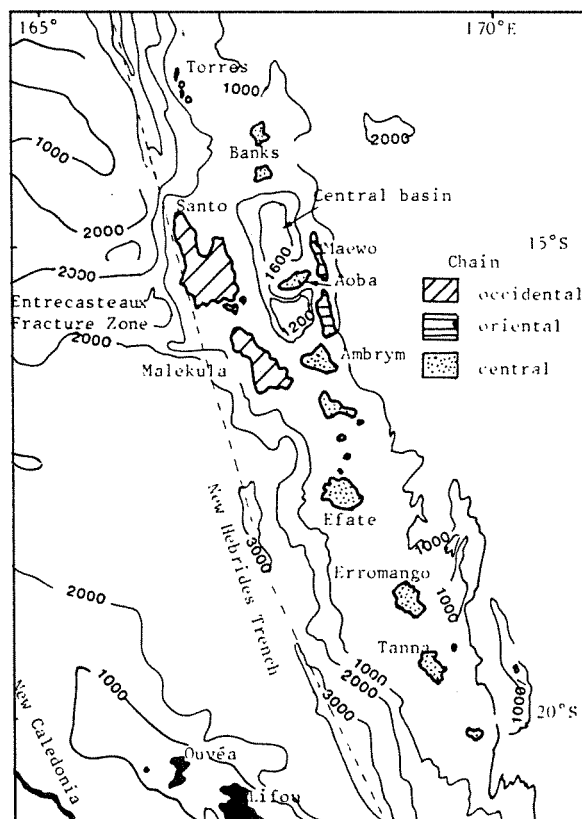 165°
170°E
Torres
1000
1000
2000
Banks
Santo
Central basin
2000
1600
Maewo
15°S
Aoba
Chain
occidental
oriental
central
Entrecasteaux
Fracture Zone
1200
2000
Ambrym
Malekula
New Hebrides Trench
3000
Efate
1000
Erromango
1000
2000
Tanna
1000
2000
3000
1000
20°S
1000
New Caledonia
Ouvéa
Lifou